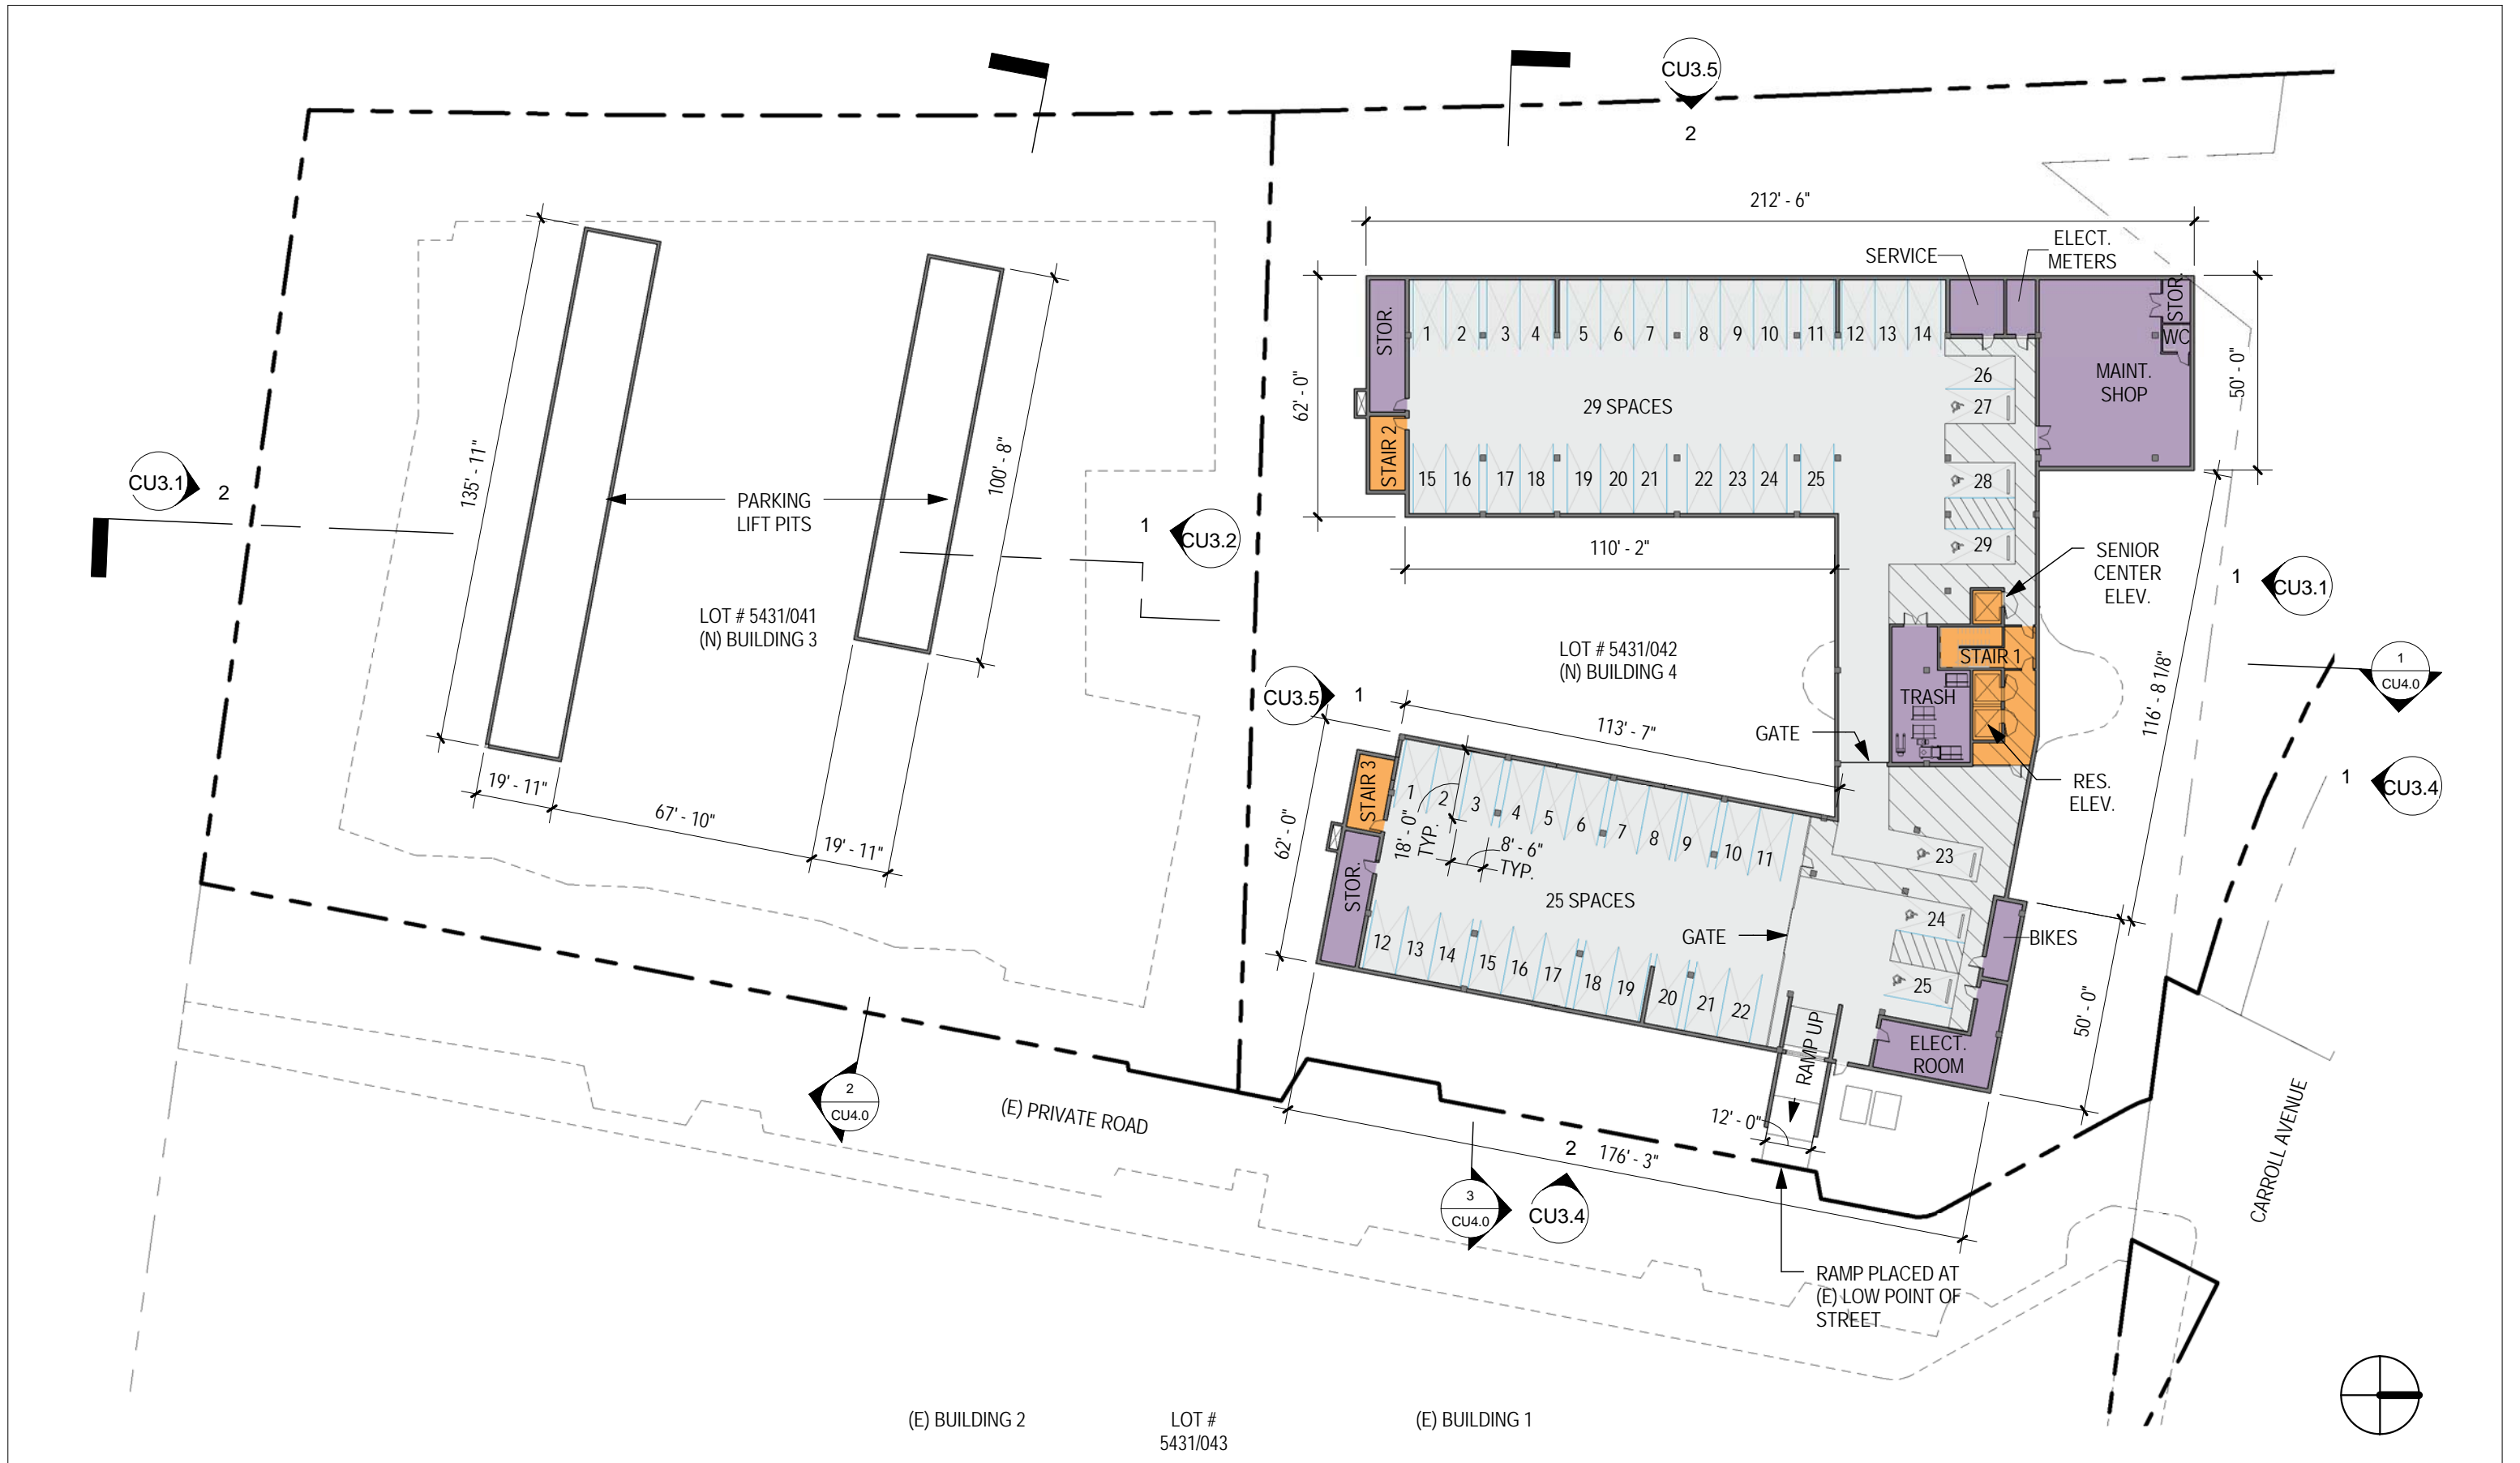 CU3.5
2
212' - 6"
SERVICE
ELECT.
METERS
STOR.
STOR.
WC
1
2
3
4
5
6
7
8
9
10
11
12
13
14
26
27
28
29
MAINT.
SHOP
50' - 0"
62' - 0"
29 SPACES
STAIR 2
15
16
17
18
19
20
21
22
23
24
25
110' - 2"
CU3.1
2
135' - 11"
PARKING
LIFT PITS
100' - 8"
1
CU3.2
SENIOR
CENTER
ELEV.
1
CU3.1
LOT # 5431/041
(N) BUILDING 3
LOT # 5431/042
(N) BUILDING 4
STAIR 1
TRASH
116' - 8 1/8"
1
CU4.0
CU3.5
1
113' - 7"
GATE
RES.
ELEV.
1
CU3.4
19' - 11"
67' - 10"
19' - 11"
62' - 0"
STAIR 3
STOR.
1
2
3
4
5
6
7
8
9
10
11
18' - 0"
TYP.
8' - 6"
TYP.
23
25 SPACES
24
GATE
BIKES
12
13
14
15
16
17
18
19
20
21
22
25
50' - 0"
RAMP UP
ELECT.
ROOM
2
CU4.0
(E) PRIVATE ROAD
12' - 0"
2
176' - 3"
3
CU4.0
CU3.4
CARROLL AVENUE
RAMP PLACED AT
(E) LOW POINT OF
STREET
(E) BUILDING 2
LOT #
5431/043
(E) BUILDING 1